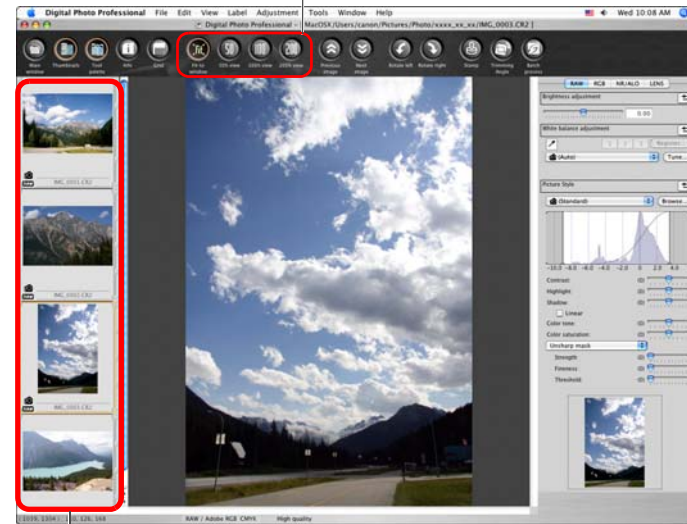 Digital Photo Professional File Edit View Label Adjustment Tools Window Help Wed 10:08 AM
Digital Photo Professional - MacOSX/Users/canon/Pictures/Photo/xxxx_xx_xx/IMG_0003.CR2 ]
Main window Thumbnails Tool palette Info Grid Fit to window 50% view 100% view 200% view Previous image Next image Rotate left Rotate right Stamp Trimming Angle Batch process
RAW RGB NR/ALO LENS
Brightness adjustment
0.00
White balance adjustment
Register...
(Auto) Tune...
Picture Style
(Standard) Browse...
-10.0 -8.0 -6.0 -4.0 -2.0 0 2.0 4.0
Contrast
Highlight
Shadow
Linear
Color tone
Color saturation
Unsharp mask
Strength
Fineness
Threshold
IMG_0003.CR2
RAW / Adobe RGB CMYK High quality